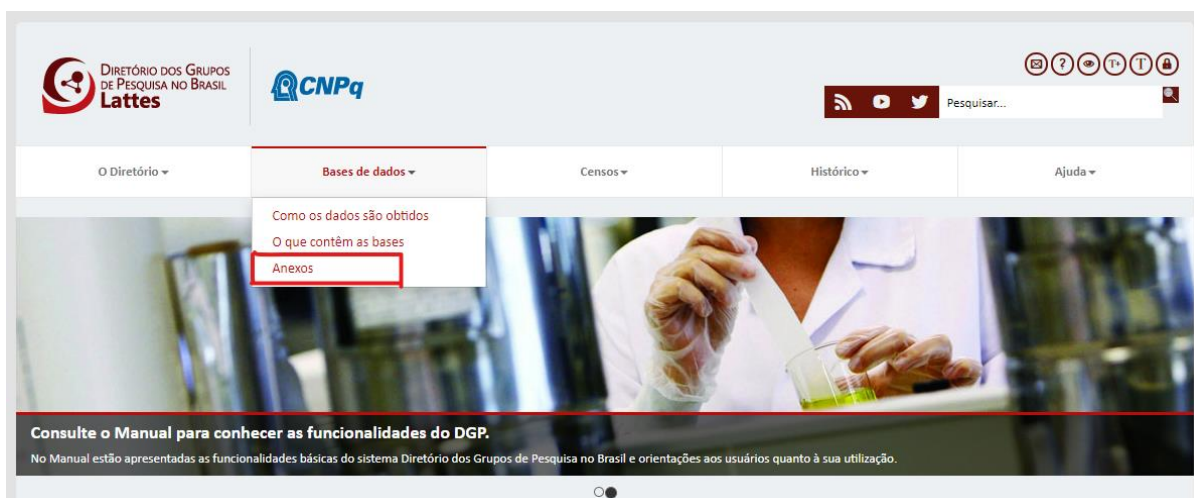 DIRETÓRIO DOS GRUPOS
DE PESQUISA NO BRASIL
Lattes
CNPq
Pesquisar...
O Diretório
Bases de dados
Censos
Histórico
Ajuda
Como os dados são obtidos
O que contêm as bases
Anexos
Consulte o Manual para conhecer as funcionalidades do DGP.
No Manual estão apresentadas as funcionalidades básicas do sistema Diretório dos Grupos de Pesquisa no Brasil e orientações aos usuários quanto à sua utilização.